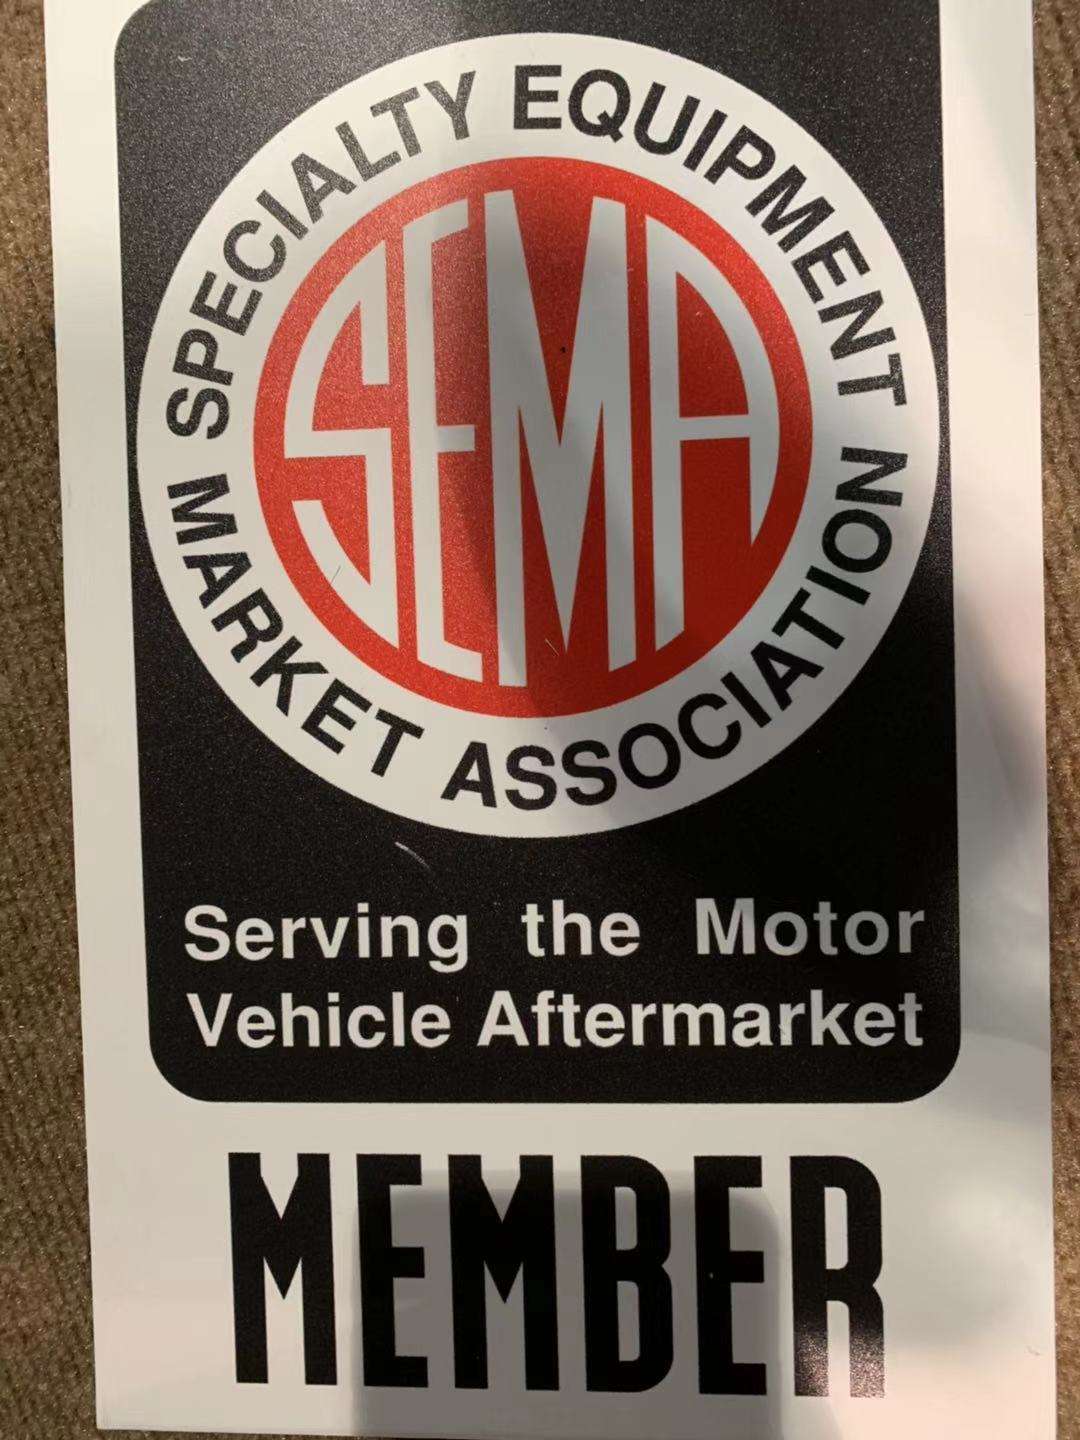 SPECIALTY EQUIPMENT
SEMA
MARKET ASSOCIATION
Serving the Motor
Vehicle Aftermarket
MEMBER